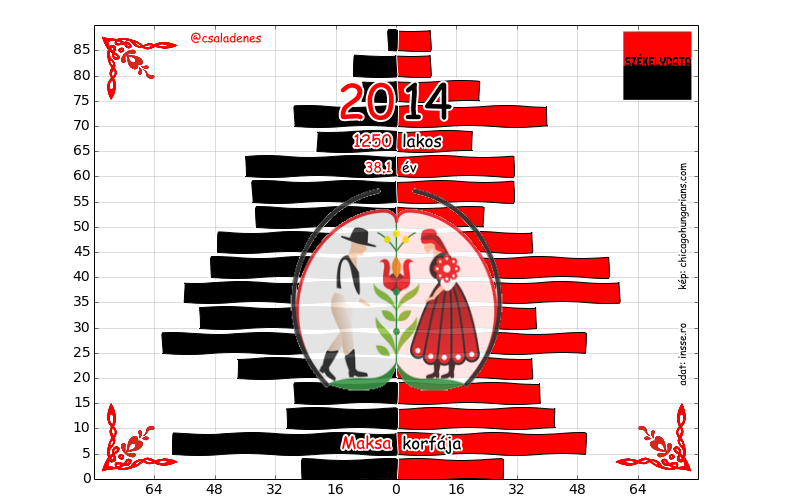 @csaladenes
SZÉKELYDATA
2014
1250 lakos
38.1 év
Maksa korfája
kép: chicagohungarians.com
adat: insse.ro
85
80
75
70
65
60
55
50
45
40
35
30
25
20
15
10
5
0
64 48 32 16 0 16 32 48 64